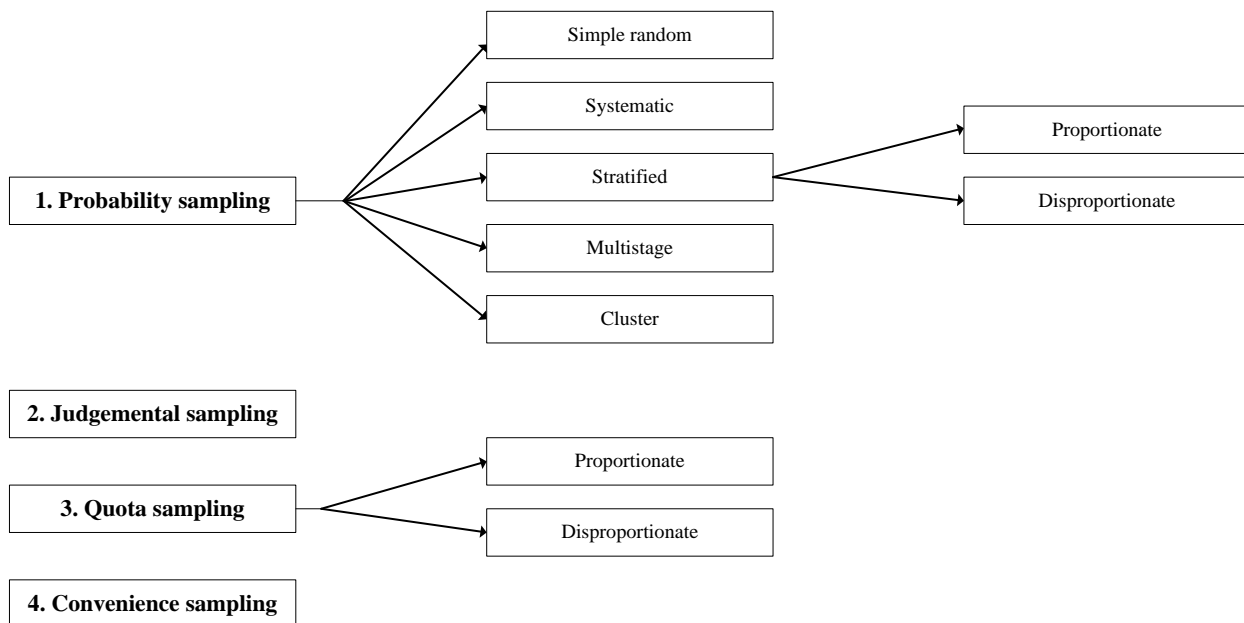 Simple random
Systematic
Proportionate
Stratified
Disproportionate
1. Probability sampling
Multistage
Cluster
2. Judgemental sampling
Proportionate
3. Quota sampling
Disproportionate
4. Convenience sampling